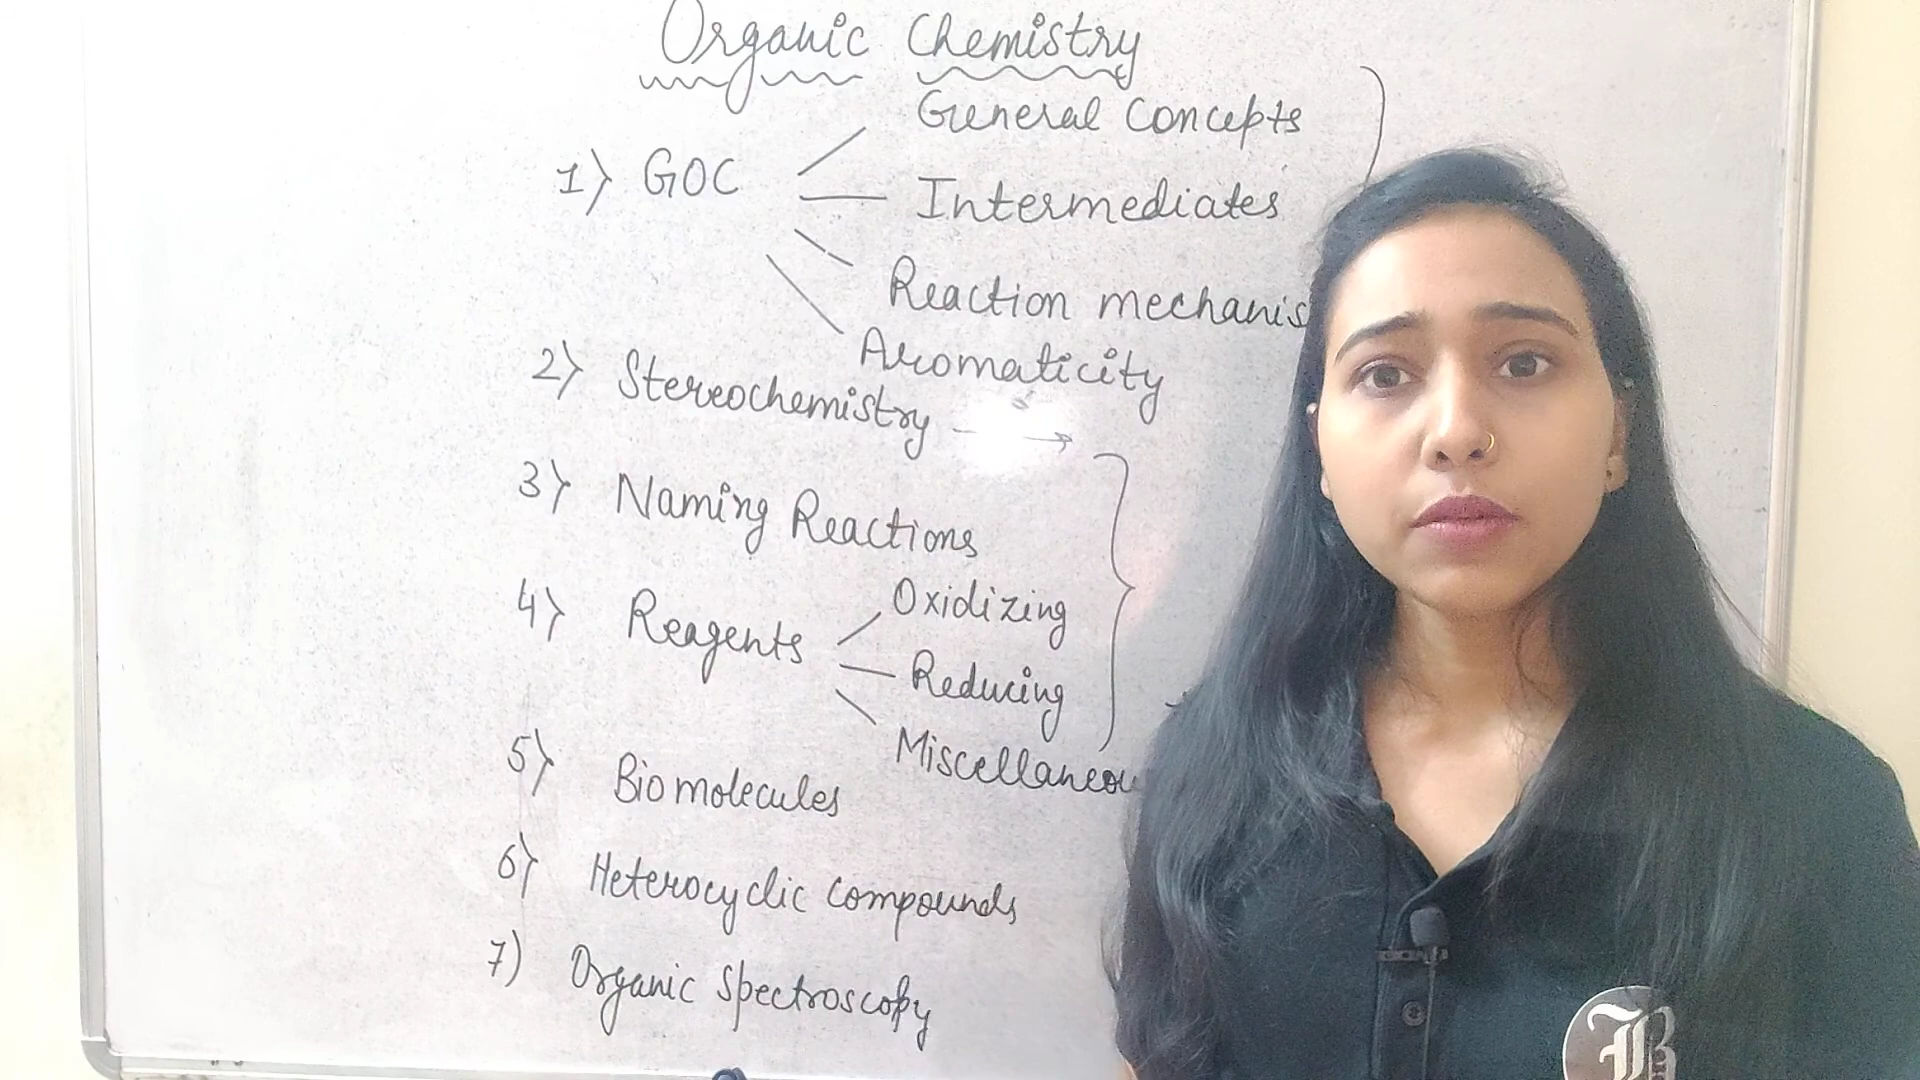 Organic Chemistry
General Concepts
1) GOC
Intermediates
Reaction mechanis
Aromaticity
2) Stereochemistry
3) Naming Reactions
Oxidizing
4) Reagents
Reducing
Miscellaneou
5) Biomolecules
6) Heterocyclic Compounds
7) Organic Spectroscopy